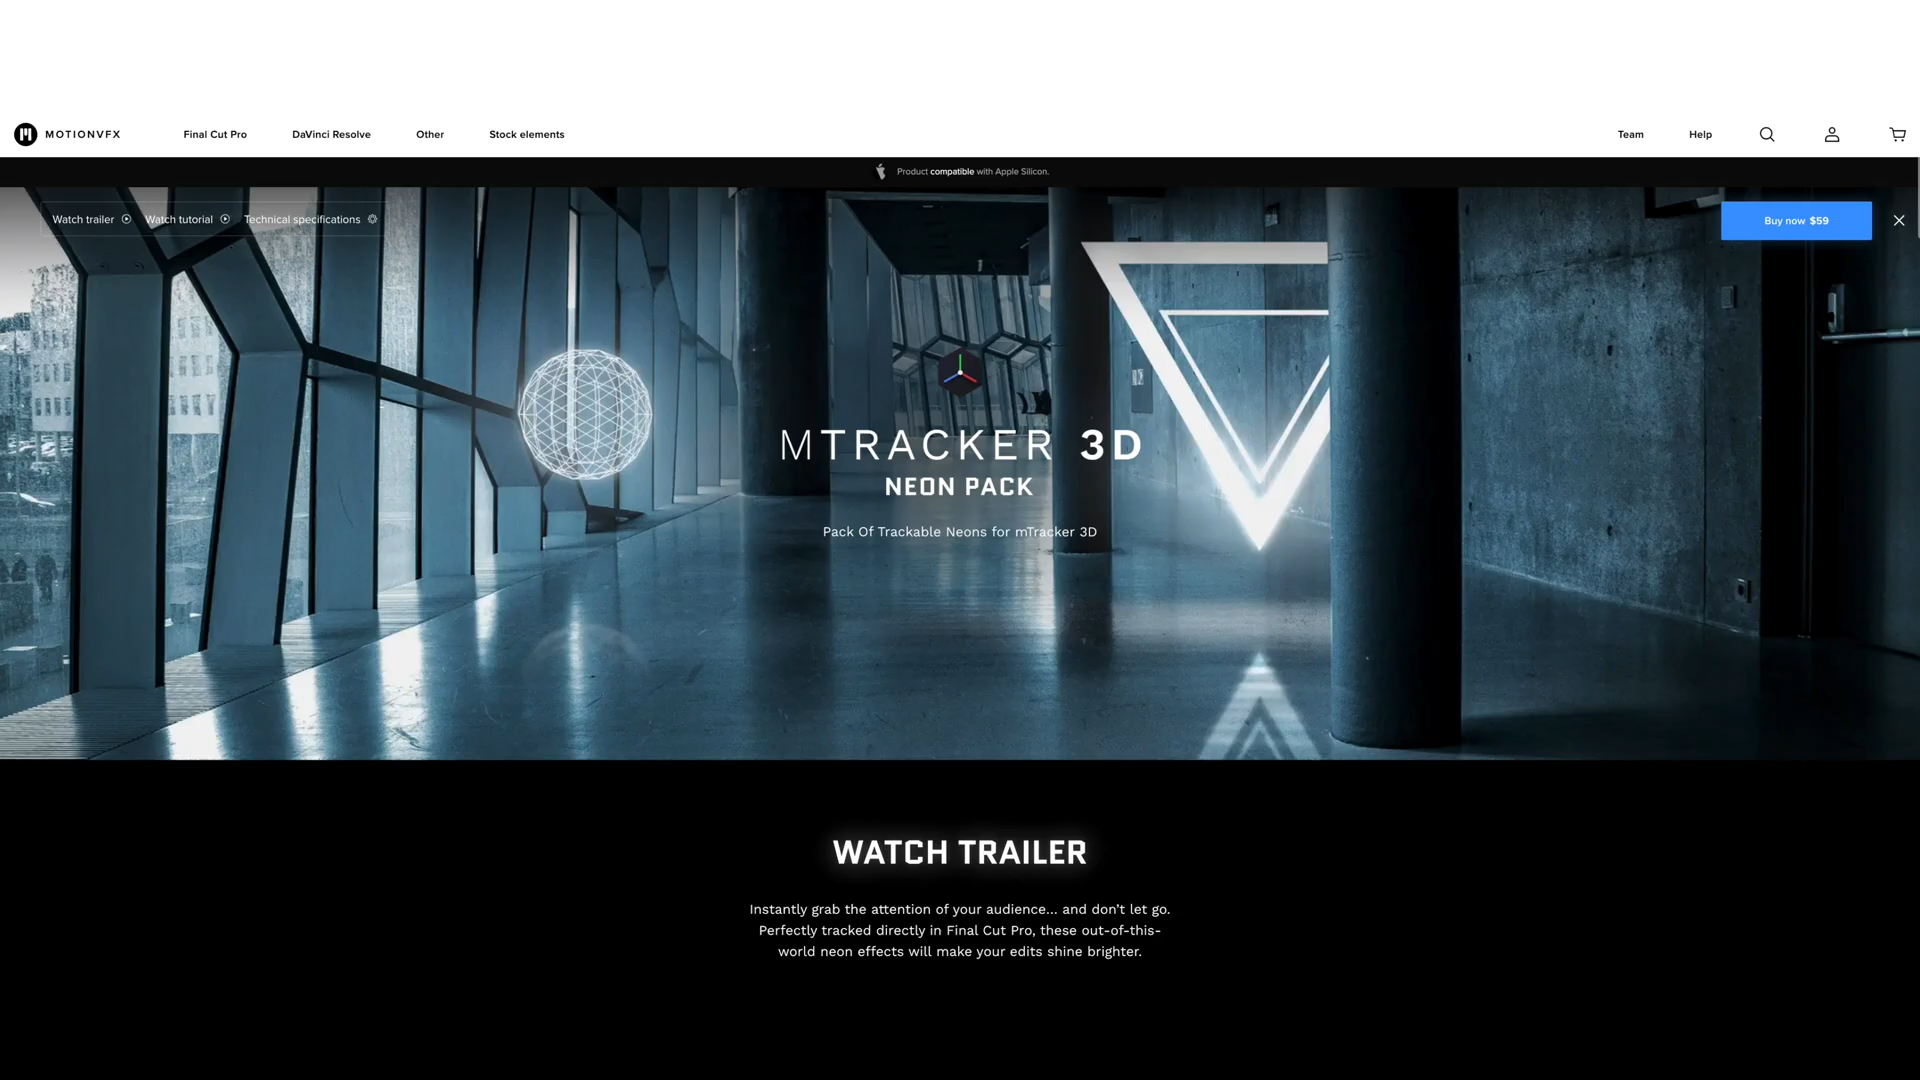 MOTIONVFX
Final Cut Pro
DaVinci Resolve
Other
Stock elements
Team
Help
Product compatible with Apple Silicon.
Watch trailer
Watch tutorial
Technical specifications
Buy now $59
MTRACKER 3D
NEON PACK
Pack Of Trackable Neons for mTracker 3D
WATCH TRAILER
Instantly grab the attention of your audience... and don't let go.
Perfectly tracked directly in Final Cut Pro, these out-of-this-
world neon effects will make your edits shine brighter.